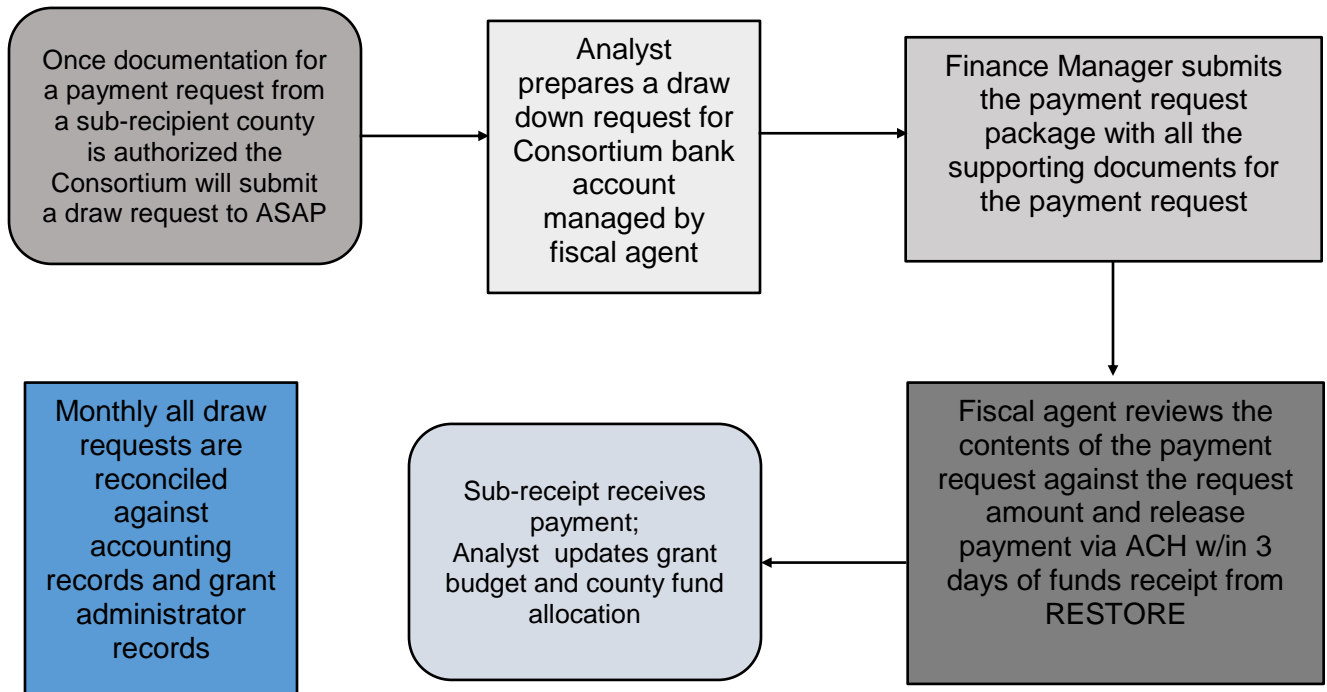 Once documentation for
a payment request from
a sub-recipient county
is authorized the
Consortium will submit
a draw request to ASAP
Analyst
prepares a draw
down request for
Consortium bank
account
managed by
fiscal agent
Finance Manager submits
the payment request
package with all the
supporting documents for
the payment request
Fiscal agent reviews the
contents of the payment
request against the request
amount and release
payment via ACH w/in 3
days of funds receipt from
RESTORE
Sub-receipt receives
payment;
Analyst updates grant
budget and county fund
allocation
Monthly all draw
requests are
reconciled
against
accounting
records and grant
administrator
records